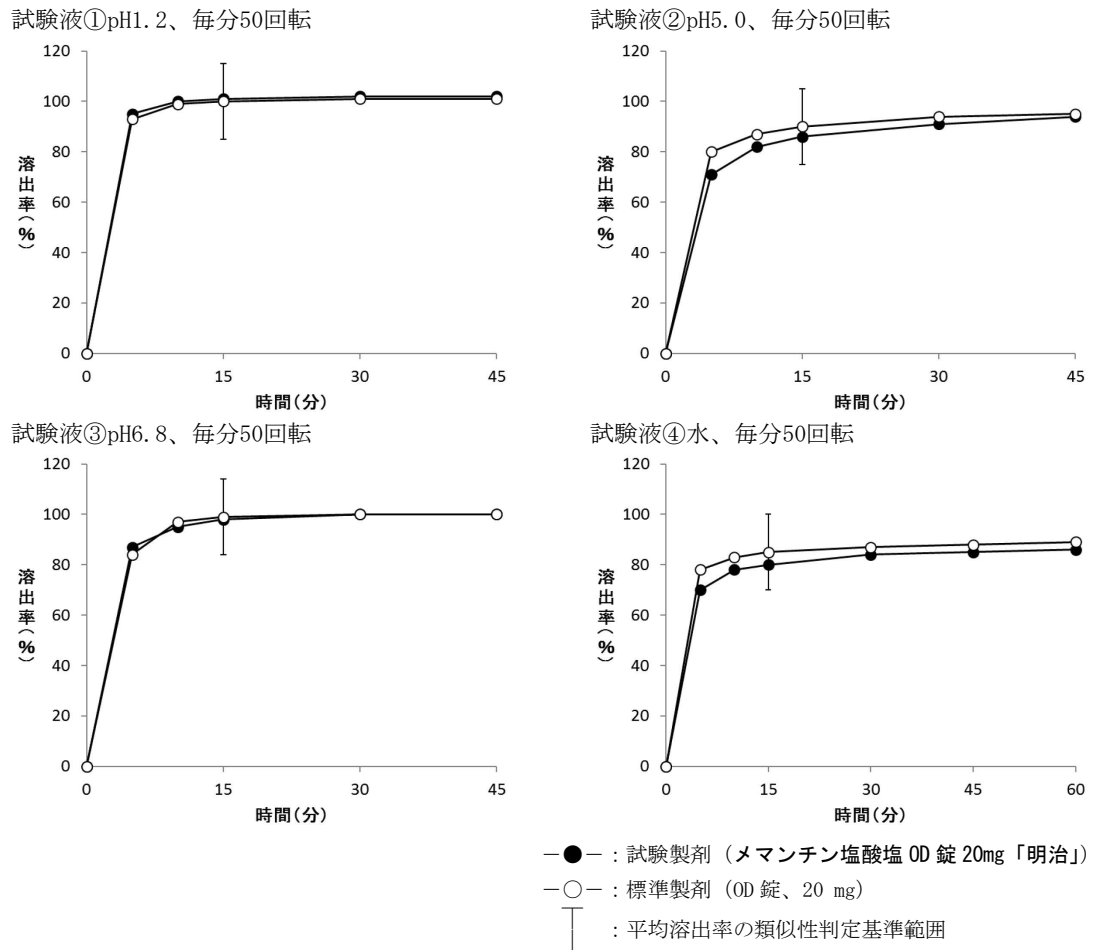 試験液①pH1.2、毎分50回転
120
100
80
60
40
20
0
溶出率(%)
0 15 30 45
時間(分)
試験液②pH5.0、毎分50回転
120
100
80
60
40
20
0
溶出率(%)
0 15 30 45
時間(分)
試験液③pH6.8、毎分50回転
120
100
80
60
40
20
0
溶出率(%)
0 15 30 45
時間(分)
試験液④水、毎分50回転
120
100
80
60
40
20
0
溶出率(%)
0 15 30 45 60
時間(分)
―●―：試験製剤（メマンチン塩酸塩 OD 錠 20mg「明治」）
―○―：標準製剤（OD 錠、20 mg）
：平均溶出率の類似性判定基準範囲